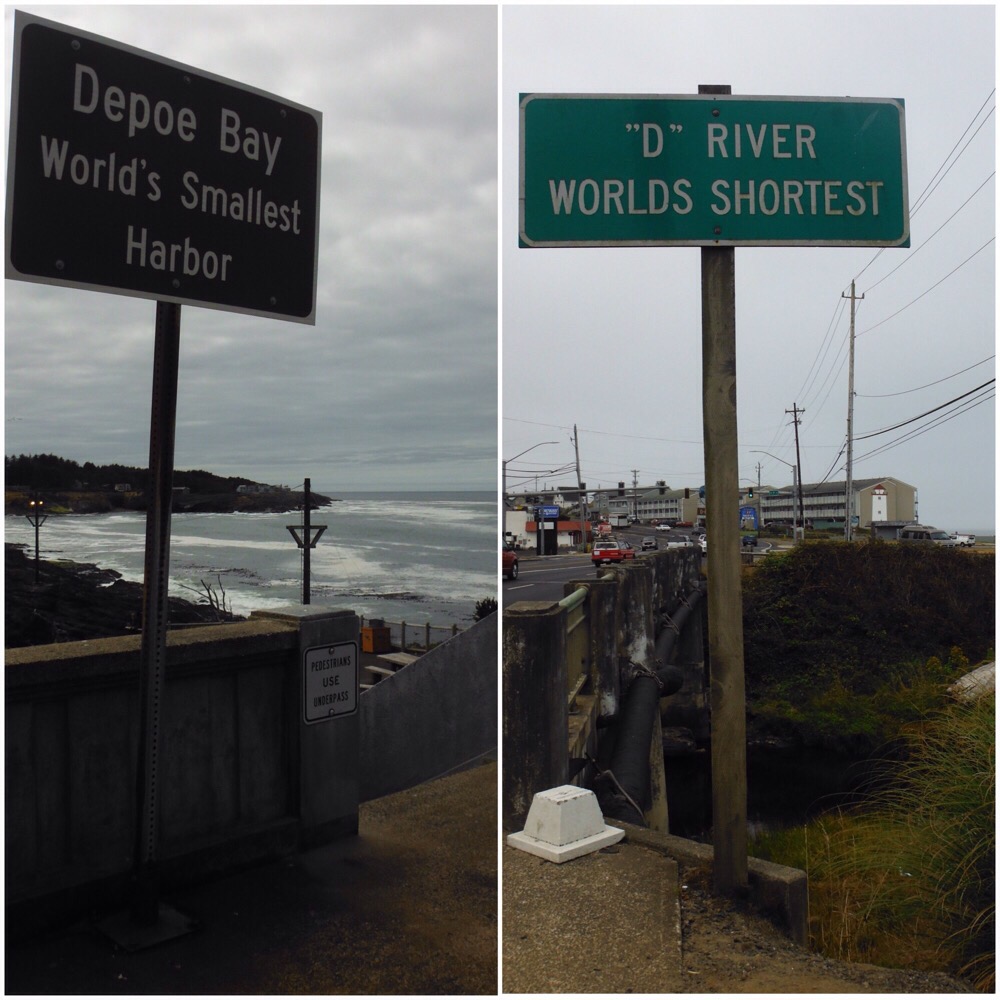 Depoe Bay
World's Smallest
Harbor
PEDESTRIANS
USE
UNDERPASS
"D" RIVER
WORLDS SHORTEST